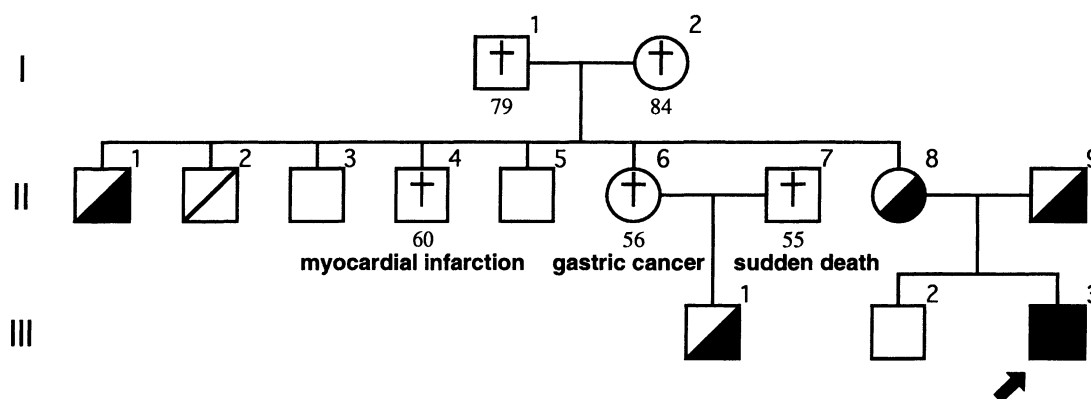 1 2
I
79 84
1 2 3 4 5 6 7 8 9
II
60 56 55
myocardial infarction gastric cancer sudden death
1 2 3
III